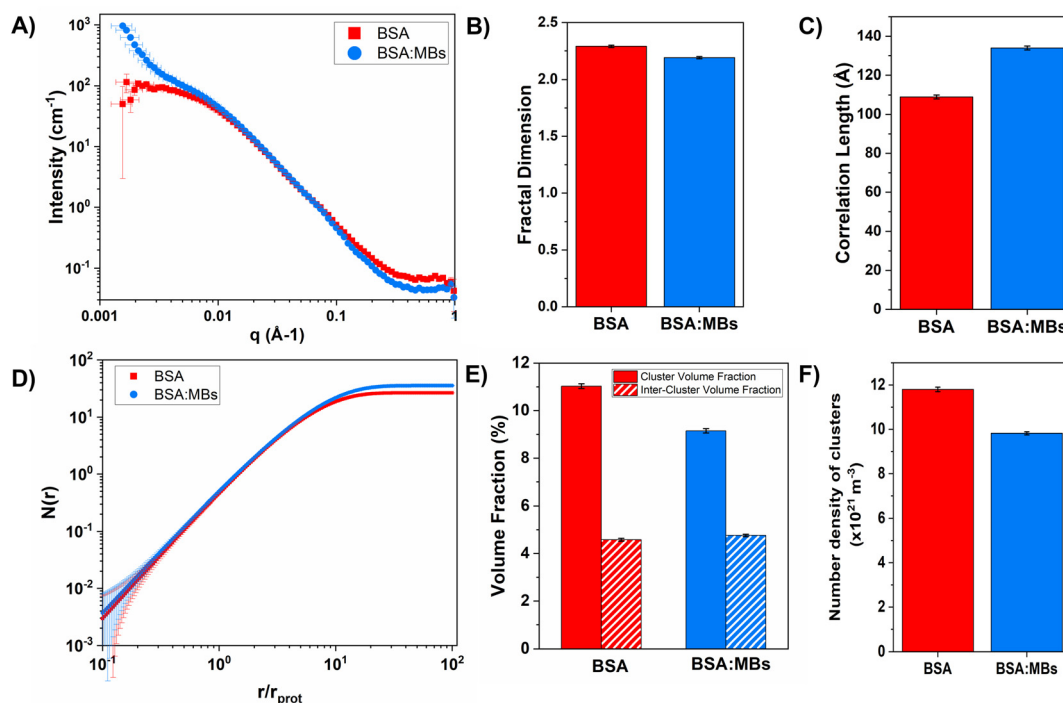 A)
Intensity (cm⁻¹)
10³
10²
10¹
10⁰
10⁻¹
0.001
0.01
0.1
1
q (Å-1)
BSA
BSA:MBs
B)
Fractal Dimension
2.5
2.0
1.5
1.0
0.5
0.0
BSA
BSA:MBs
C)
Correlation Length (Å)
140
120
100
80
60
40
20
0
BSA
BSA:MBs
D)
N(r)
10²
10¹
10⁰
10⁻¹
10⁻²
10⁻³
10⁻¹
10⁰
10¹
10²
r/r_prot
BSA
BSA:MBs
E)
Volume Fraction (%)
12
10
8
6
4
2
0
Cluster Volume Fraction
Inter-Cluster Volume Fraction
BSA
BSA:MBs
F)
Number density of clusters
(x10²¹ m⁻³)
12
10
8
6
4
2
0
BSA
BSA:MBs